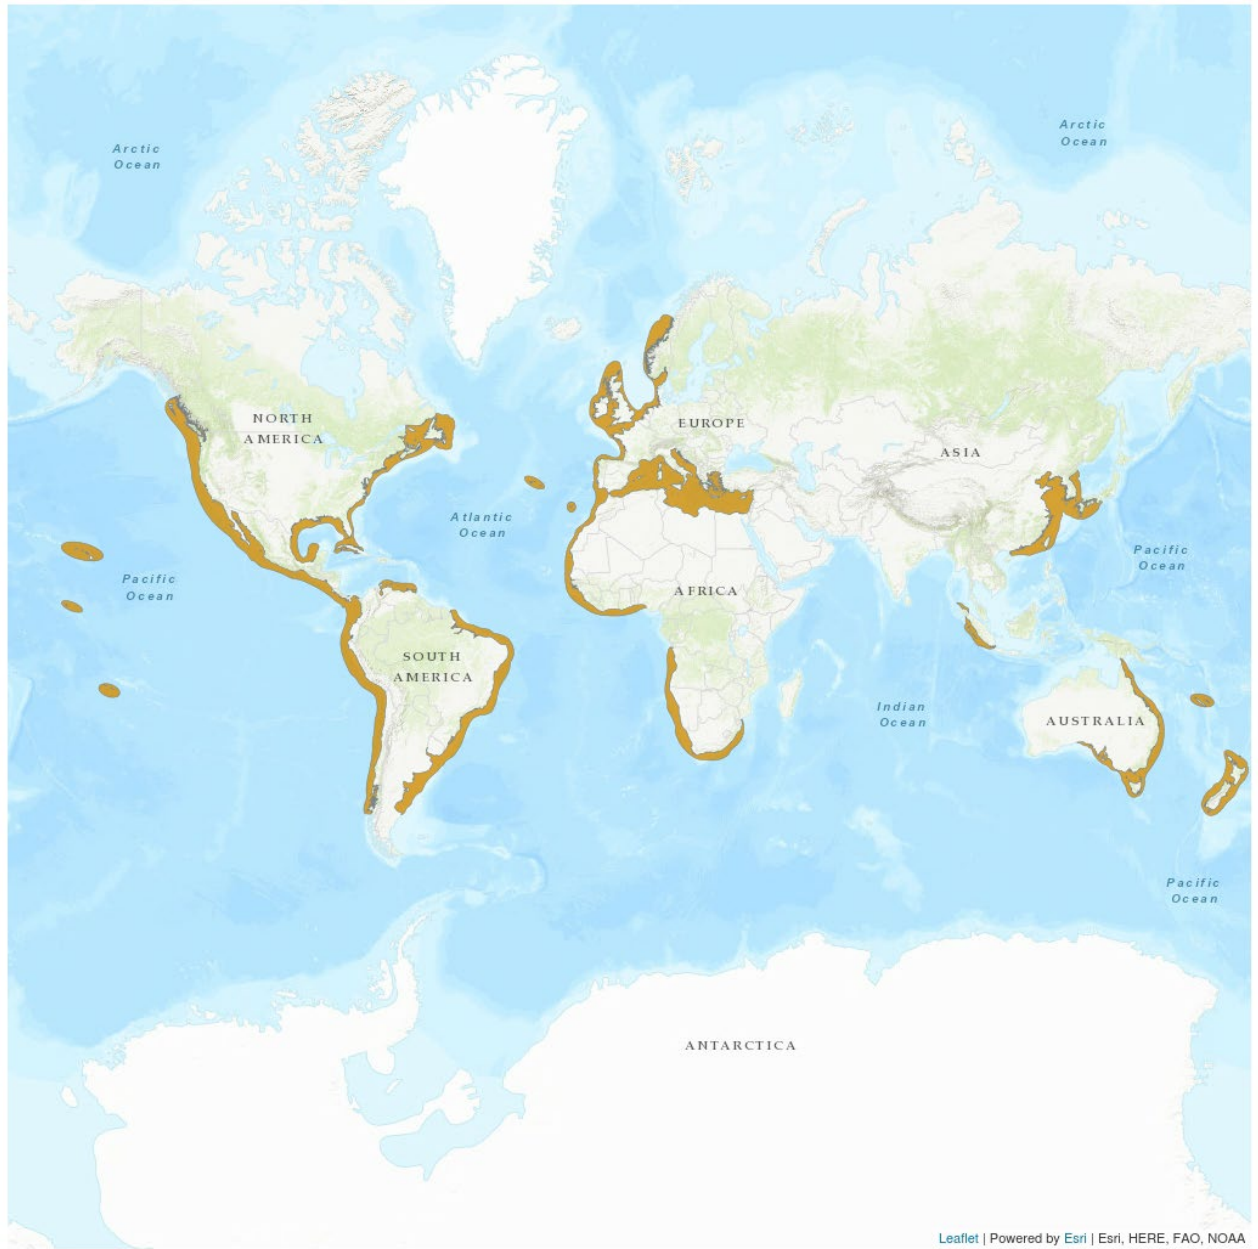 Arctic
Ocean
Arctic
Ocean
NORTH
AMERICA
EUROPE
ASIA
Atlantic
Ocean
Pacific
Ocean
Pacific
Ocean
AFRICA
SOUTH
AMERICA
Indian
Ocean
AUSTRALIA
Pacific
Ocean
ANTARCTICA
Leaflet | Powered by Esri | Esri, HERE, FAO, NOAA